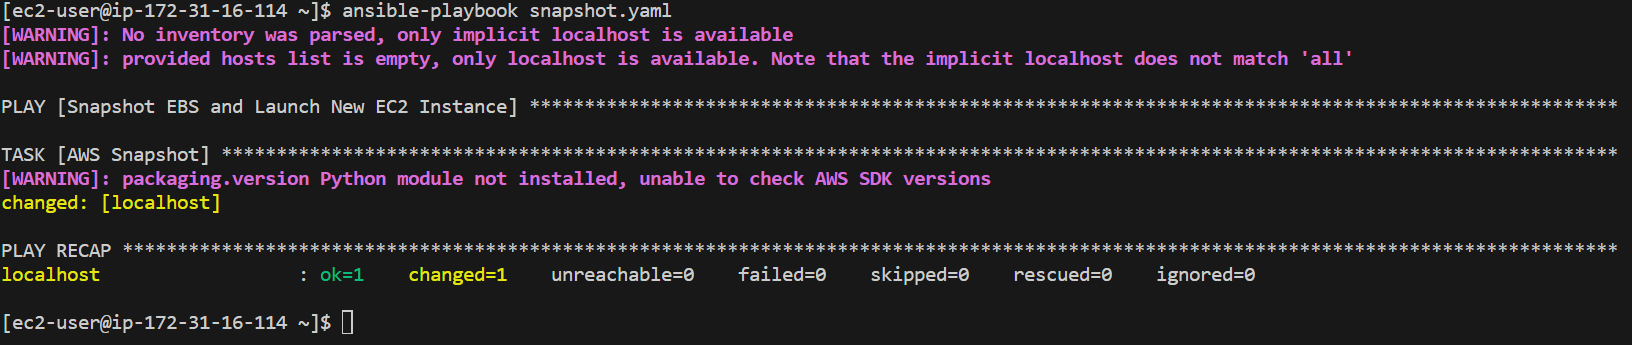 [ec2-user@ip-172-31-16-114 ~]$ ansible-playbook snapshot.yaml
[WARNING]: No inventory was parsed, only implicit localhost is available
[WARNING]: provided hosts list is empty, only localhost is available. Note that the implicit localhost does not match 'all'
PLAY [Snapshot EBS and Launch New EC2 Instance] ***************************************************************************************************
TASK [AWS Snapshot] *******************************************************************************************************************************
[WARNING]: packaging.version Python module not installed, unable to check AWS SDK versions
changed: [localhost]
PLAY RECAP ****************************************************************************************************************************************
localhost                  : ok=1    changed=1    unreachable=0    failed=0    skipped=0    rescued=0    ignored=0
[ec2-user@ip-172-31-16-114 ~]$